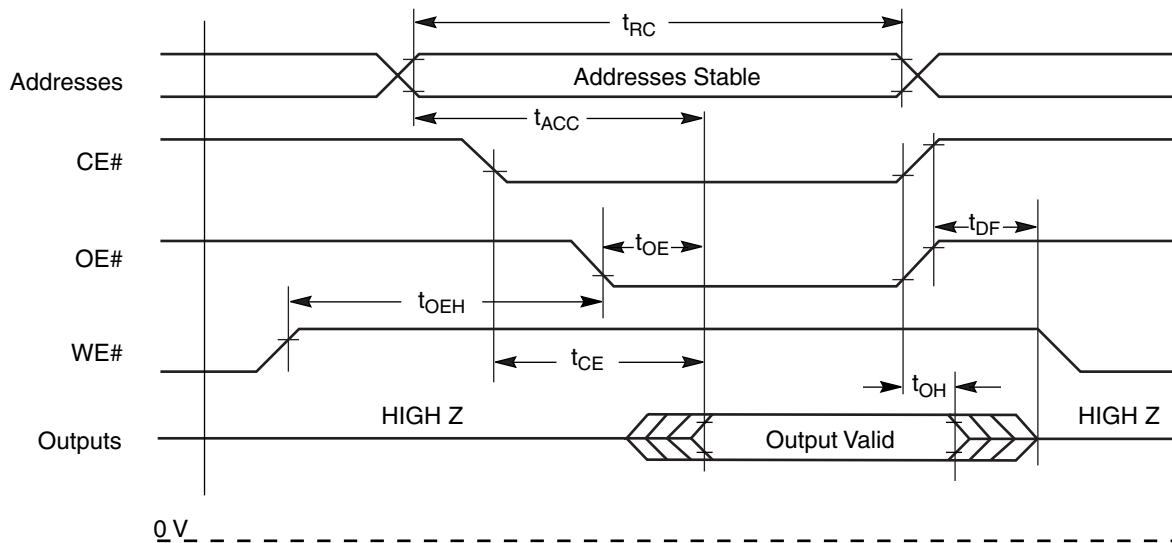 tRC
Addresses
Addresses Stable
tACC
CE#
tDF
OE#
tOE
tOEH
WE#
tCE
tOH
HIGH Z
HIGH Z
Outputs
Output Valid
0 V